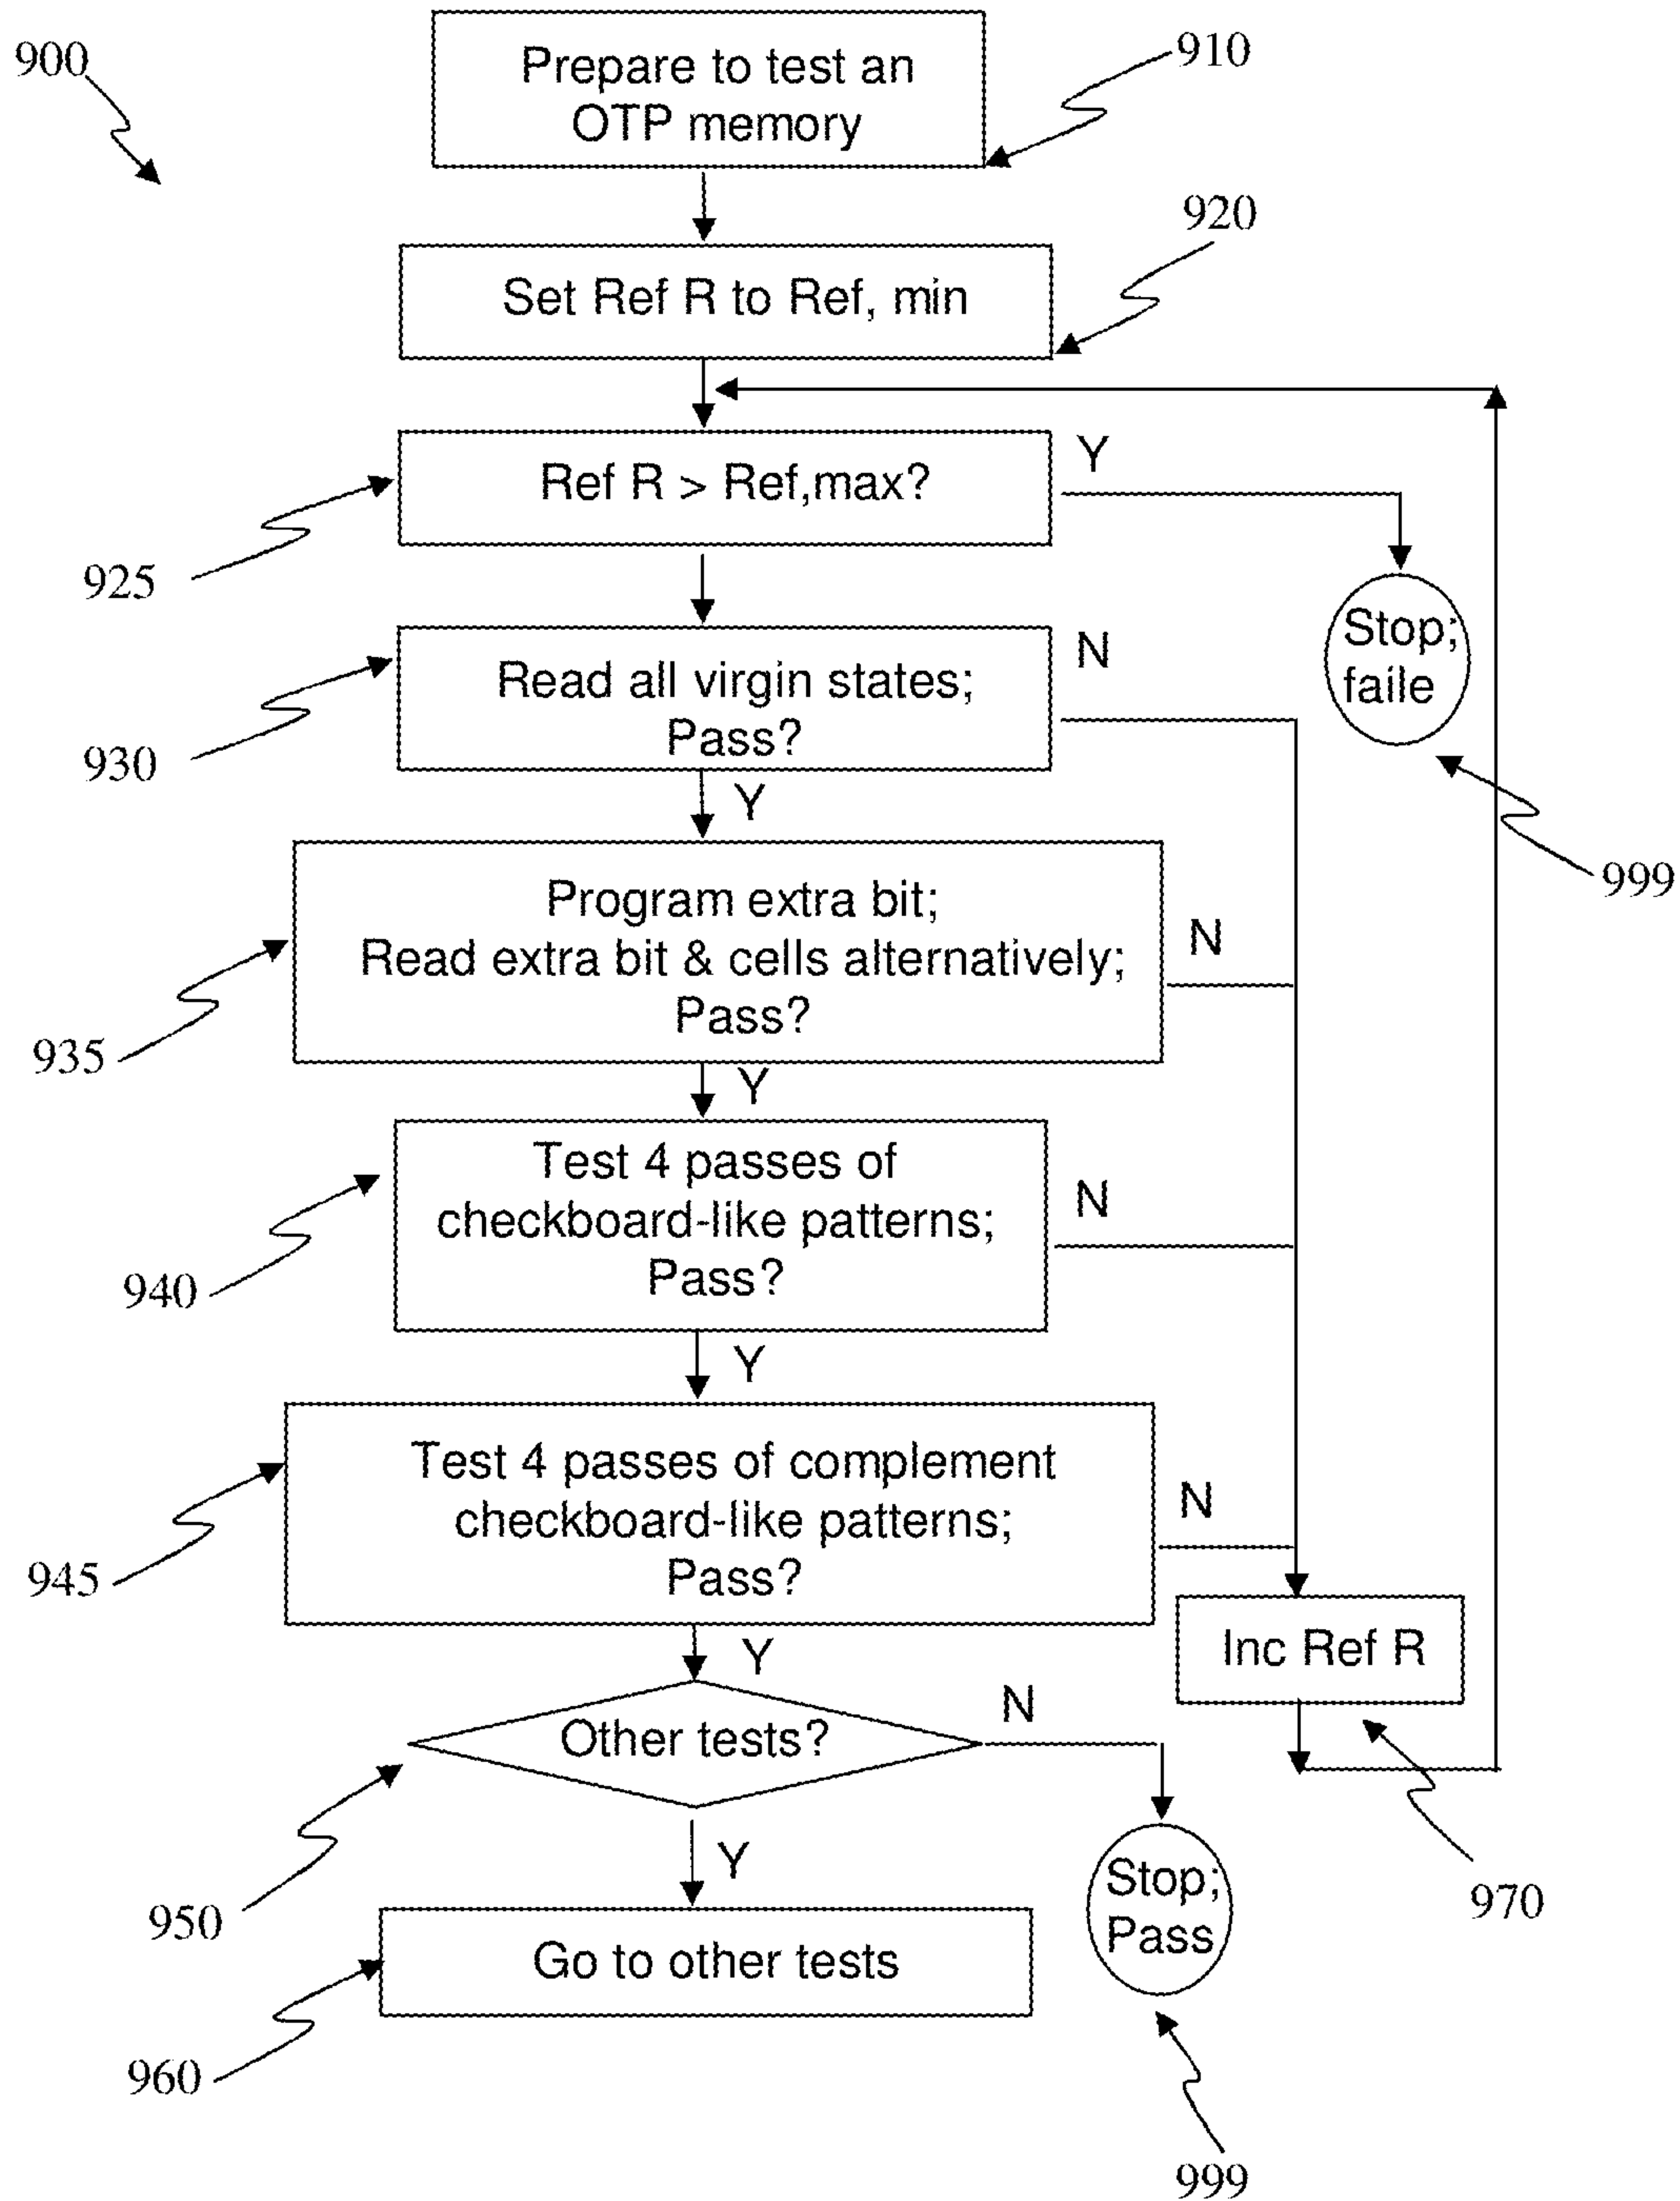 900
Prepare to test an
OTP memory
910
920
Set Ref R to Ref, min
Ref R > Ref,max?
Y
925
Stop;
faile
N
Read all virgin states;
Pass?
930
Y
999
Program extra bit;
Read extra bit & cells alternatively;
Pass?
N
935
Y
Test 4 passes of
checkboard-like patterns;
Pass?
N
940
Y
Test 4 passes of complement
checkboard-like patterns;
Pass?
N
945
Y
Inc Ref R
Other tests?
N
970
950
Y
Stop;
Pass
Go to other tests
960
999